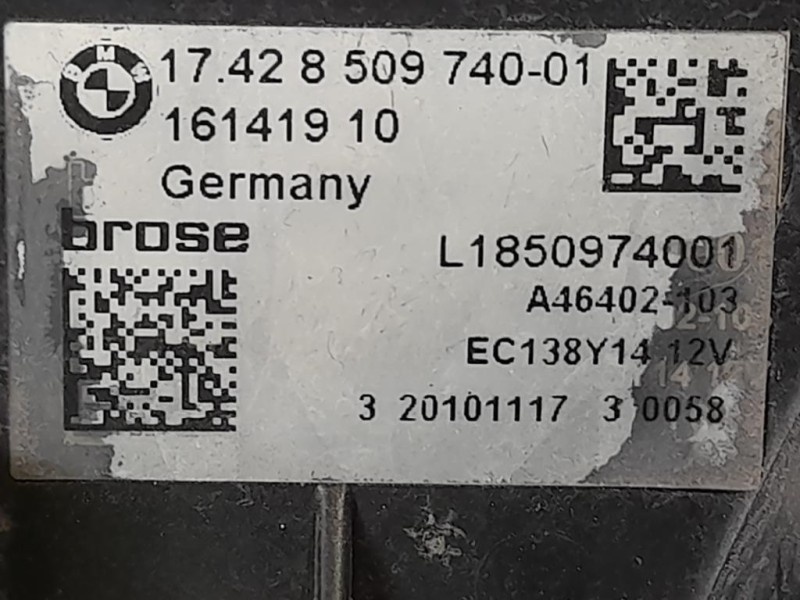 BMW
17.42 8 509 740-01
161419 10
Germany
brose
L1850974001
A46402-103
EC138Y14 12V
3 20101117 3 0058